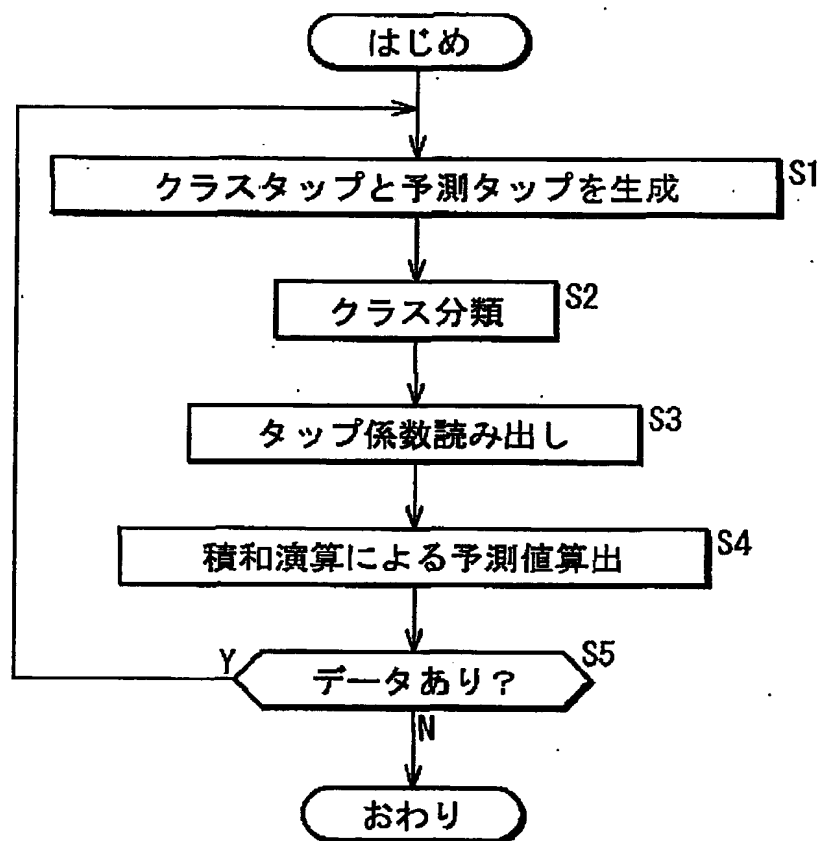 はじめ
クラスタップと予測タップを生成
S1
クラス分類
S2
タップ係数読み出し
S3
積和演算による予測値算出
S4
Y
データあり?
S5
N
おわり